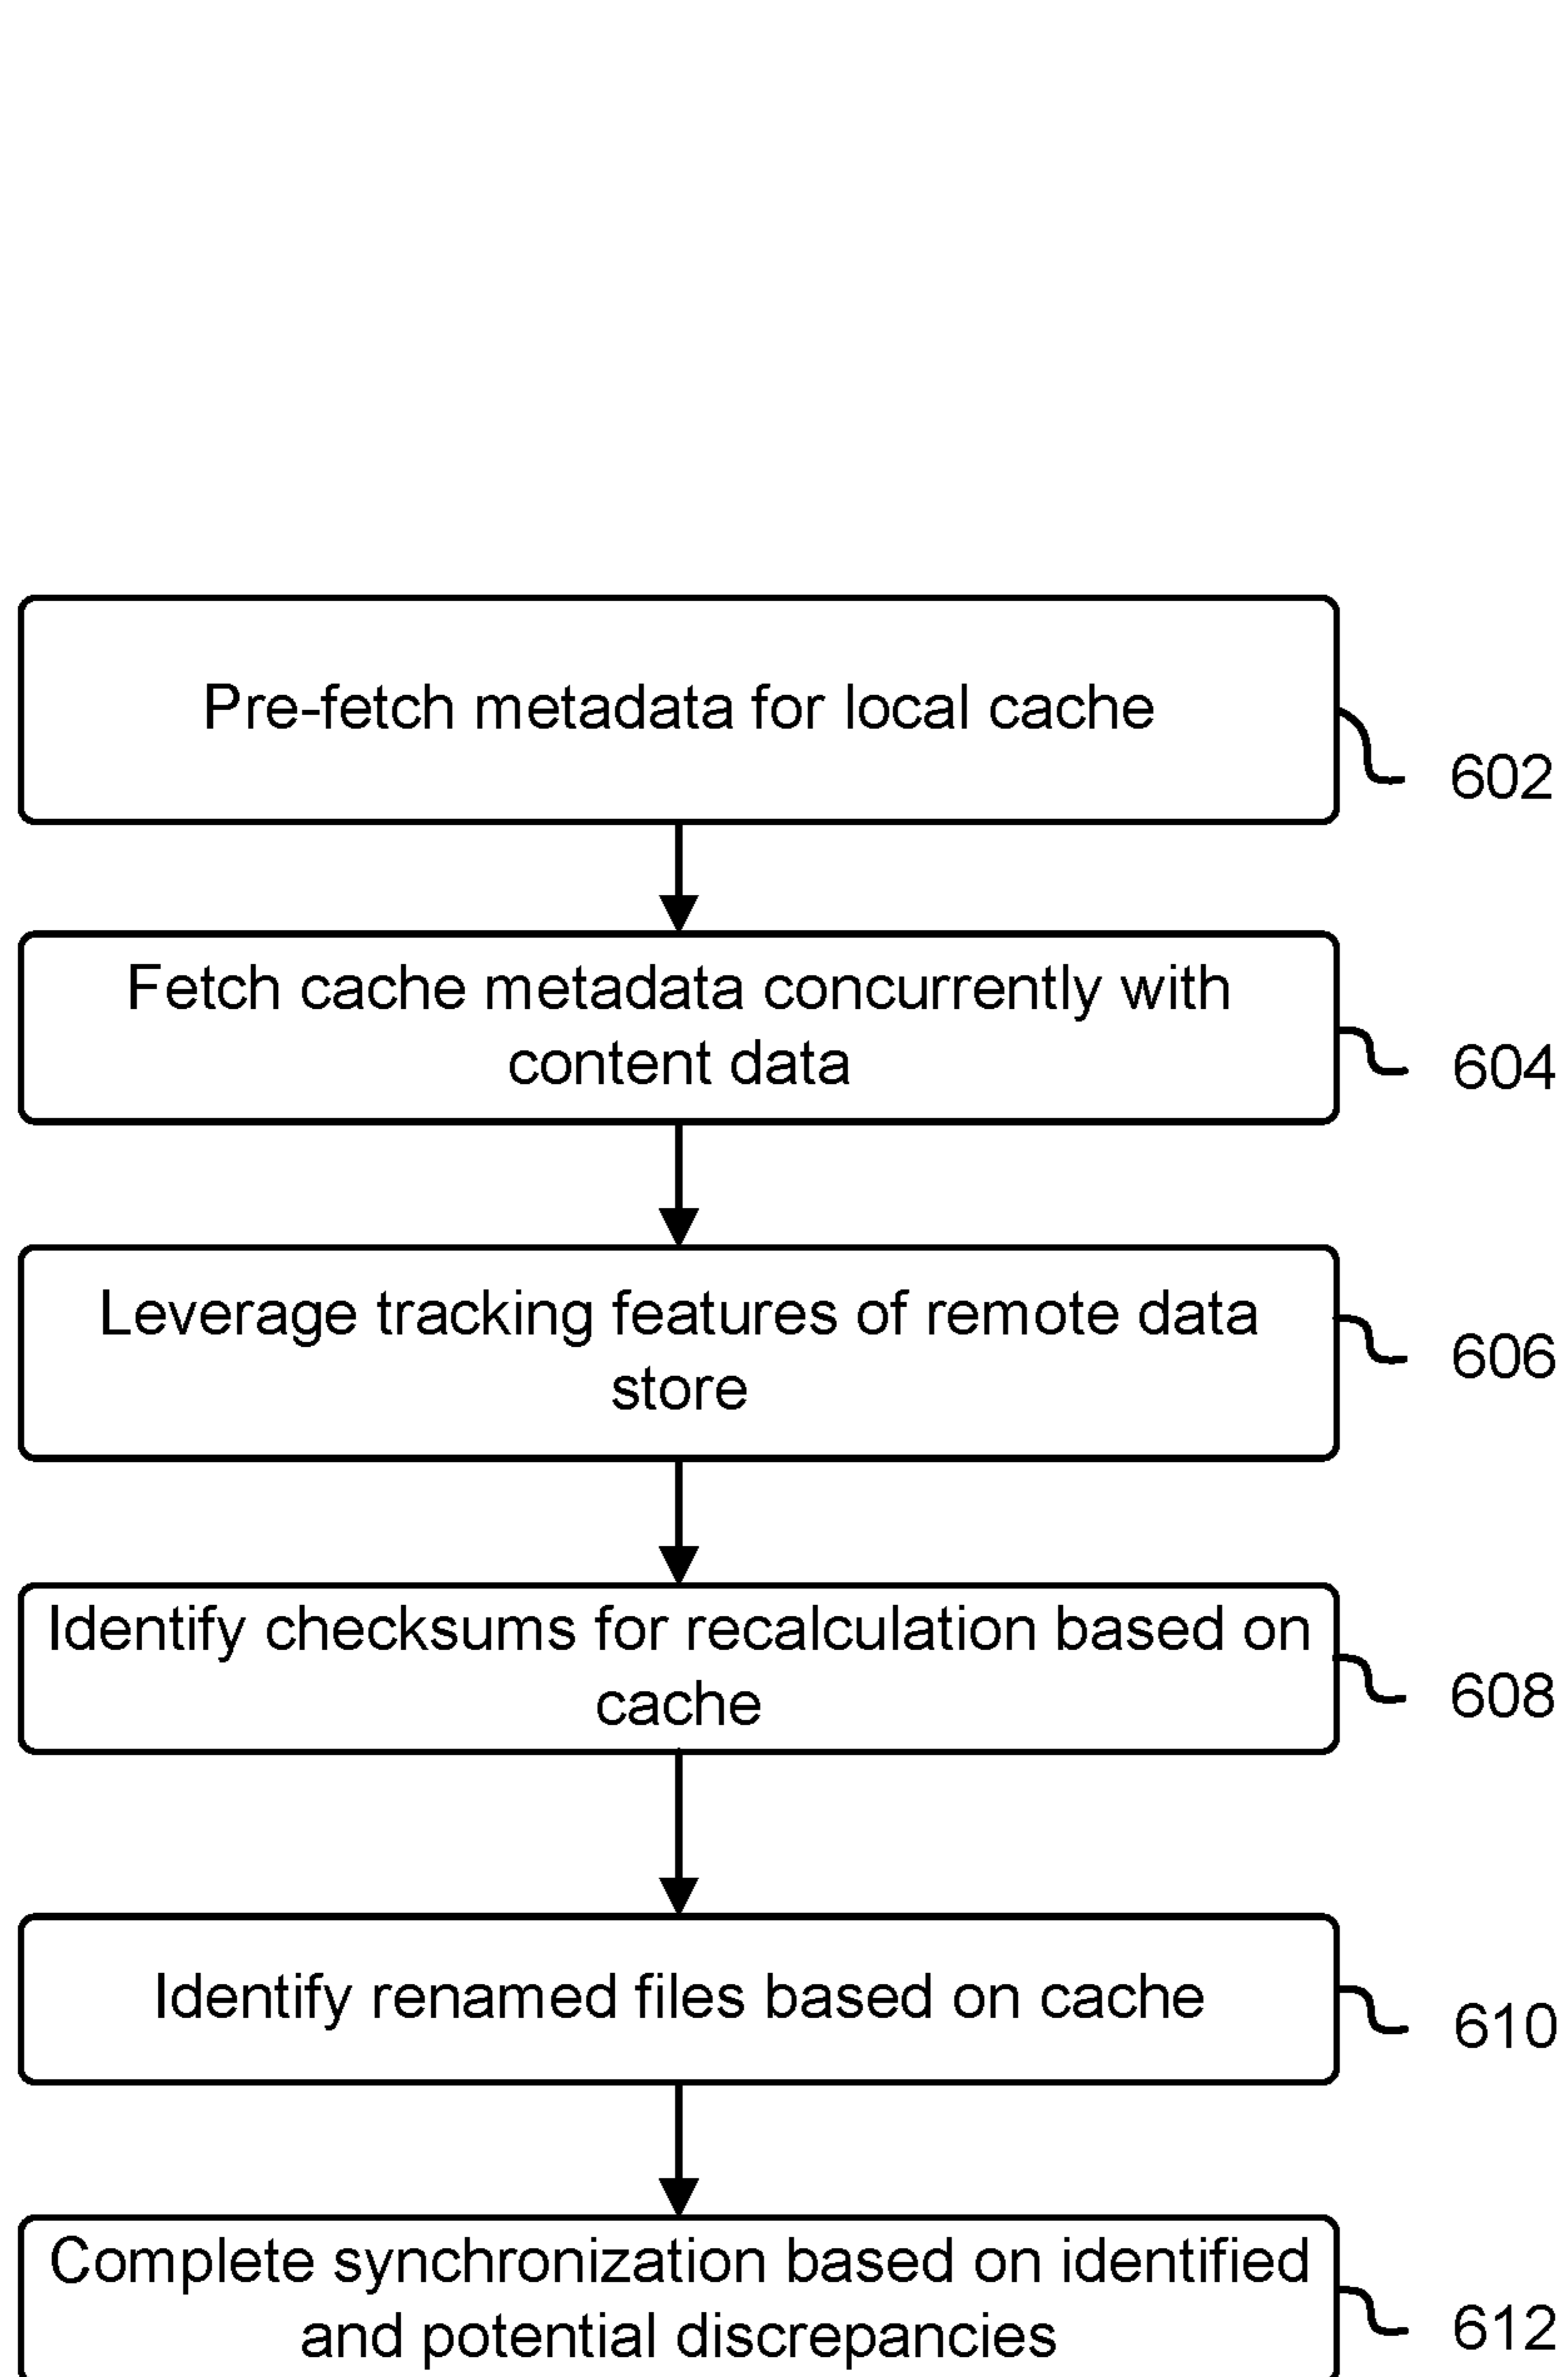 Pre-fetch metadata for local cache
602
Fetch cache metadata concurrently with
content data
604
Leverage tracking features of remote data
store
606
Identify checksums for recalculation based on
cache
608
Identify renamed files based on cache
610
Complete synchronization based on identified
and potential discrepancies
612